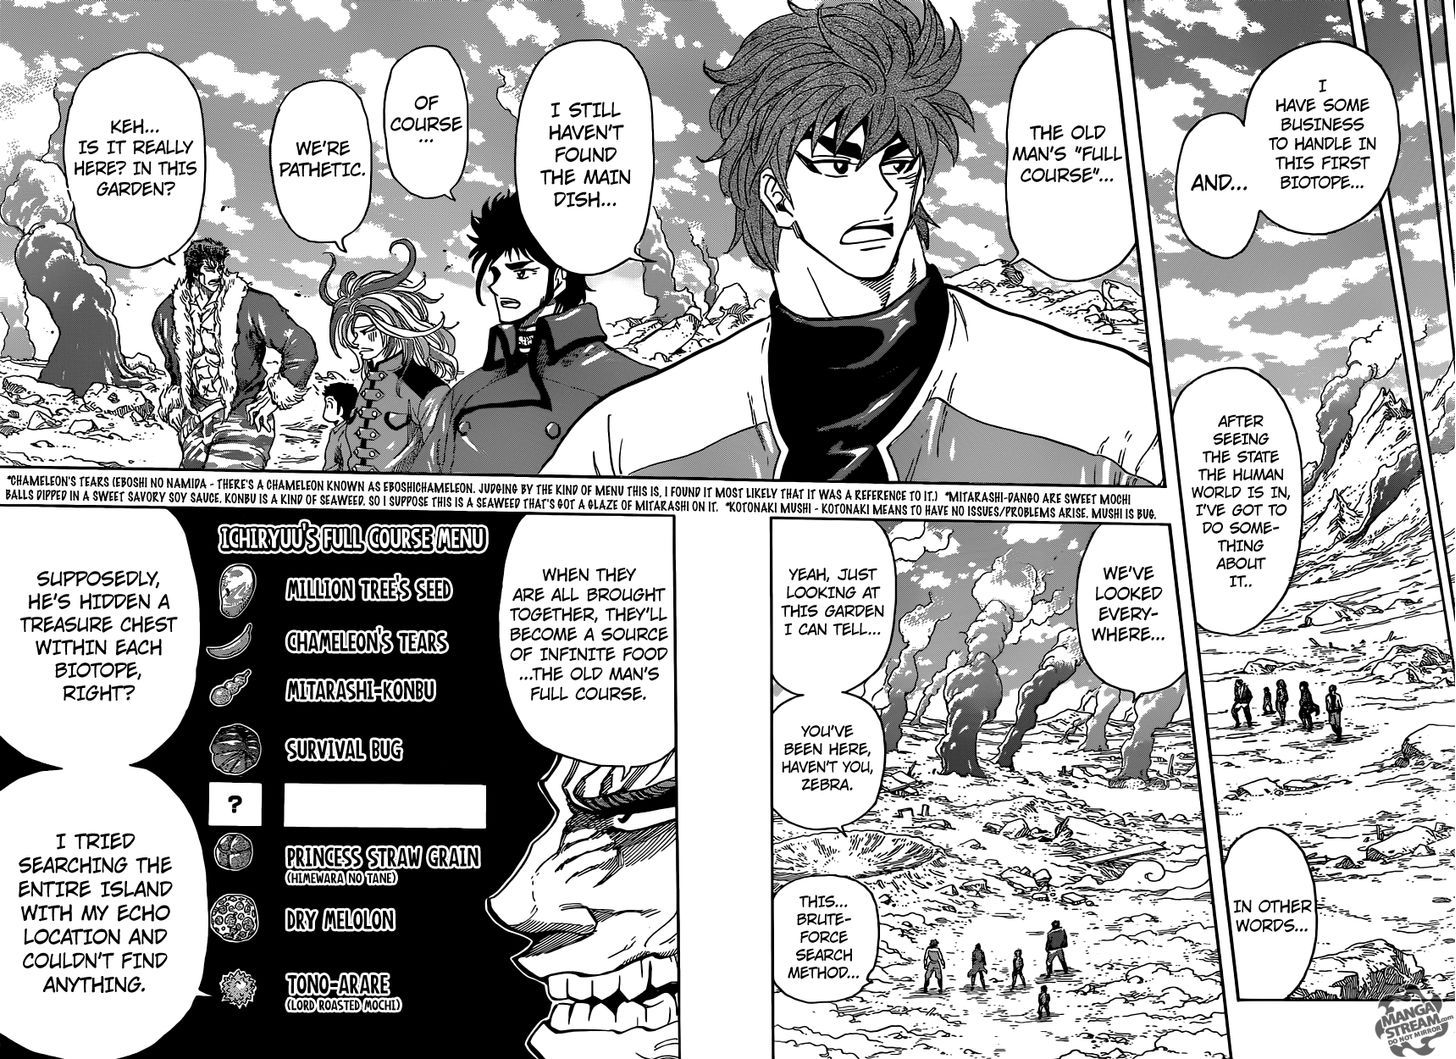 I
HAVE SOME
BUSINESS
TO HANDLE IN
THIS FIRST
BIOTOPE...
AND...
AFTER
SEEING
THE STATE
THE HUMAN
WORLD IS IN,
I'VE GOT TO
DO SOME-
THING
ABOUT
IT..
IN OTHER
WORDS...
THE OLD
MAN'S "FULL
COURSE"...
I STILL
HAVEN'T
FOUND
THE MAIN
DISH...
OF
COURSE
...
WE'RE
PATHETIC.
KEH...
IS IT REALLY
HERE? IN THIS
GARDEN?
*CHAMELEON'S TEARS (EBOSHI NO NAMIDA - THERE'S A CHAMELEON KNOWN AS EBOSHICHAMELEON. JUDGING BY THE KIND OF MENU THIS IS, I FOUND IT MOST LIKELY THAT IT WAS A REFERENCE TO IT.) *MITARASHI-DANGO ARE SWEET MOCHI
BALLS DIPPED IN A SWEET SAVORY SOY SAUCE. KONBU IS A KIND OF SEAWEED. SO I SUPPOSE THIS IS A SEAWEED THAT'S GOT A GLAZE OF MITARASHI ON IT. *KOTONAKI MUSHI - KOTONAKI MEANS TO HAVE NO ISSUES/PROBLEMS ARISE. MUSHI IS BUG.
WE'VE
LOOKED
EVERY-
WHERE...
YEAH, JUST
LOOKING AT
THIS GARDEN
I CAN TELL...
YOU'VE
BEEN HERE,
HAVEN'T YOU,
ZEBRA.
THIS...
BRUTE-
FORCE
SEARCH
METHOD...
WHEN THEY
ARE ALL BROUGHT
TOGETHER, THEY'LL
BECOME A SOURCE
OF INFINITE FOOD
...THE OLD MAN'S
FULL COURSE.
ICHIRYUU'S FULL COURSE MENU
MILLION TREE'S SEED
CHAMELEON'S TEARS
MITARASHI-KONBU
SURVIVAL BUG
?
PRINCESS STRAW GRAIN
(HIMEWARA NO TANE)
DRY MELOLON
TONO-ARARE
(LORD ROASTED MOCHI)
SUPPOSEDLY,
HE'S HIDDEN A
TREASURE CHEST
WITHIN EACH
BIOTOPE,
RIGHT?
I TRIED
SEARCHING THE
ENTIRE ISLAND
WITH MY ECHO
LOCATION AND
COULDN'T FIND
ANYTHING.
MANGA
STREAM.com
DO NOT MIRROR